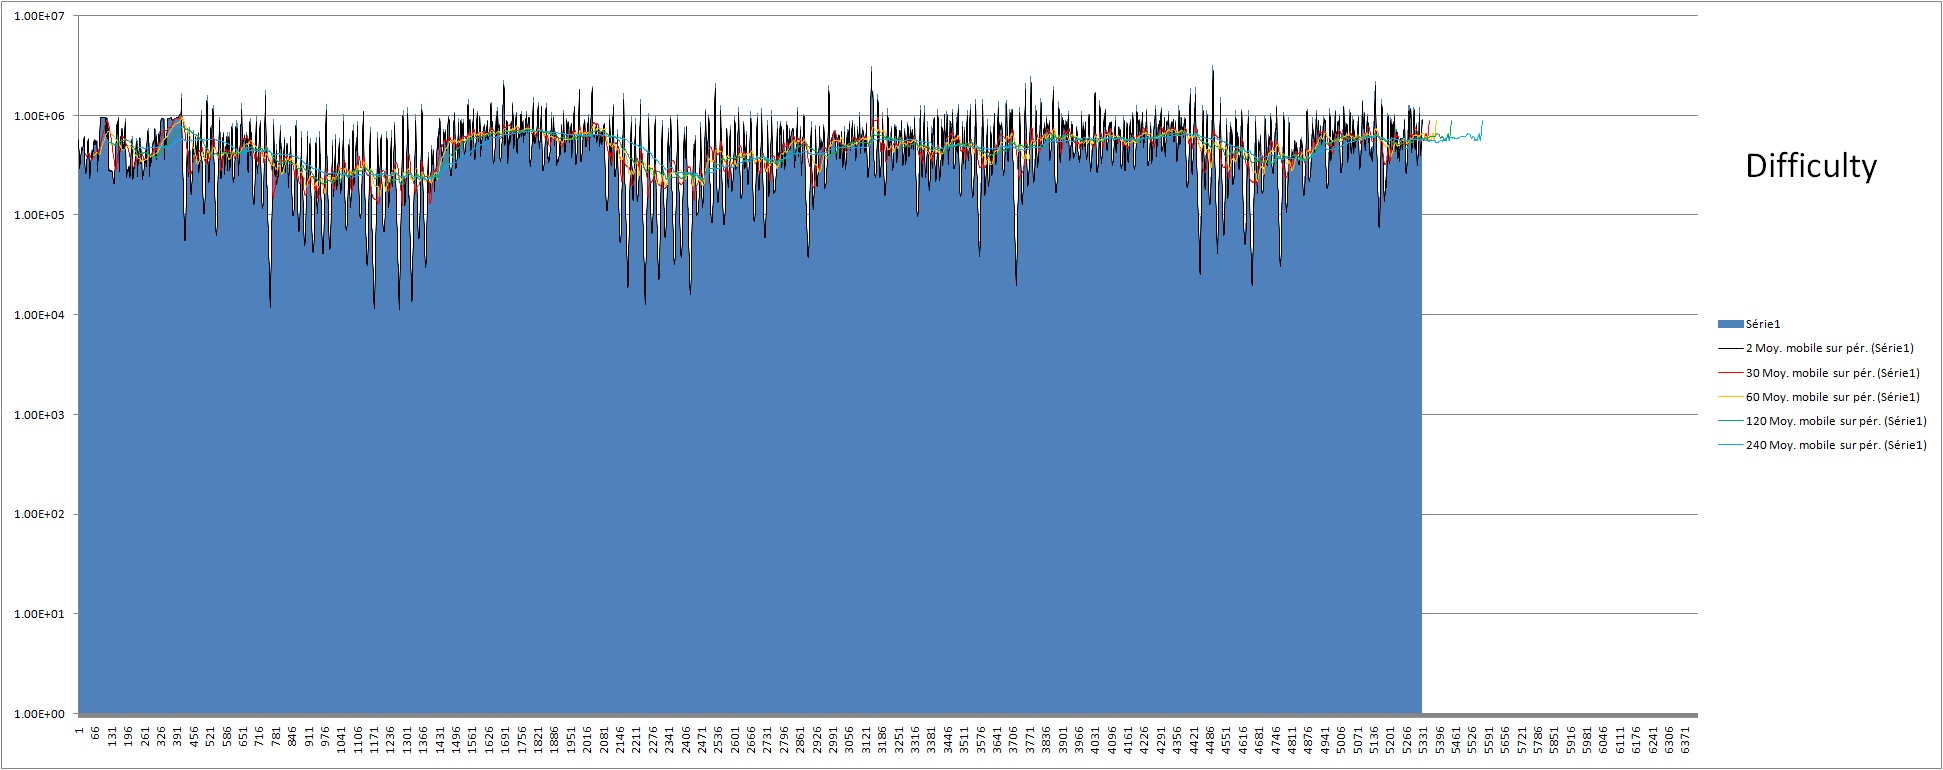 1.00E+07
1.00E+06
1.00E+05
1.00E+04
1.00E+03
1.00E+02
1.00E+01
1.00E+00
1 66 131 196 261 326 391 456 521 586 651 716 781 846 911 976 1041 1106 1171 1236 1301 1366 1431 1496 1561 1626 1691 1756 1821 1886 1951 2016 2081 2146 2211 2276 2341 2406 2471 2536 2601 2666 2731 2796 2861 2926 2991 3056 3121 3186 3251 3316 3381 3446 3511 3576 3641 3706 3771 3836 3901 3966 4031 4096 4161 4226 4291 4356 4421 4486 4551 4616 4681 4746 4811 4876 4941 5006 5071 5136 5201 5266 5331 5396 5461 5526 5591 5656 5721 5786 5851 5916 5981 6046 6111 6176 6241 6306 6371
Difficulty
Série1
2 Moy. mobile sur pér. (Série1)
30 Moy. mobile sur pér. (Série1)
60 Moy. mobile sur pér. (Série1)
120 Moy. mobile sur pér. (Série1)
240 Moy. mobile sur pér. (Série1)